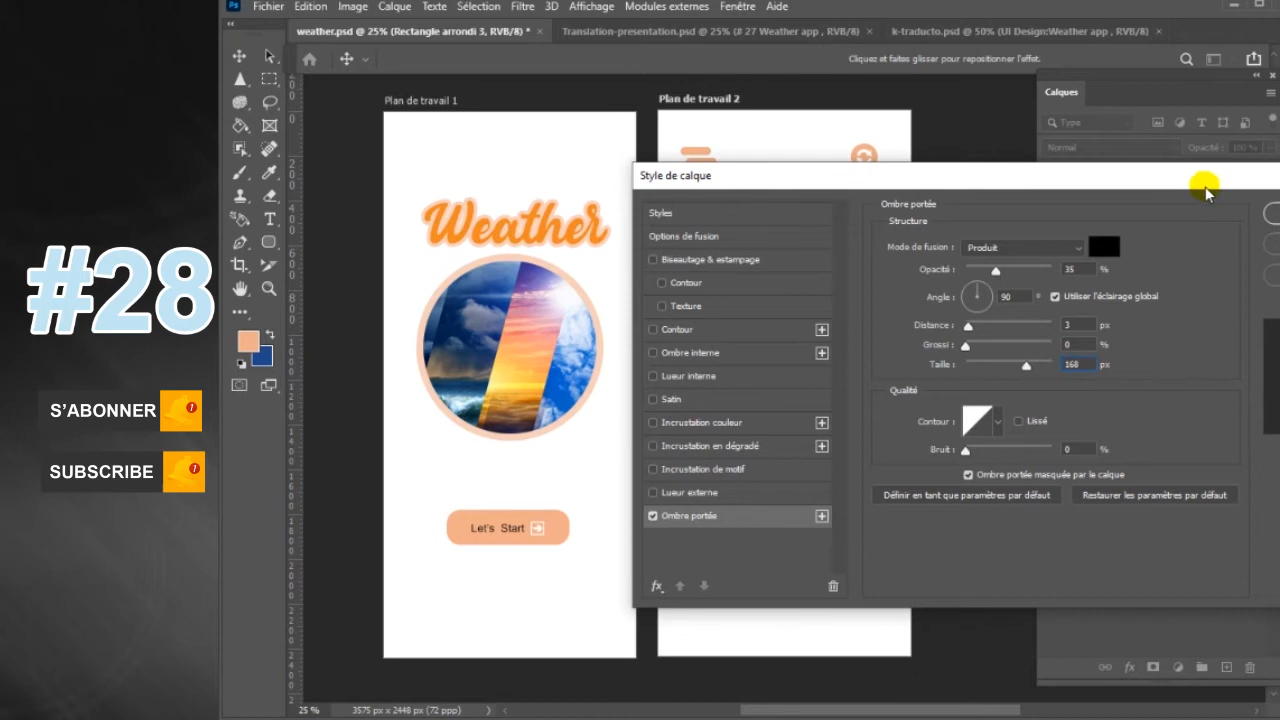 Ps Fichier Edition Image Calque Texte Sélection Filtre 3D Affichage Modules externes Fenêtre Aide
weather.psd @ 25% (Rectangle arrondi 3, RVB/8) * × Translation-presentation.psd @ 25% (# 27 Weather app , RVB/8) × k-traducto.psd @ 50% (UI Design:Weather app , RVB/8) ×
Cliquez et faites glisser pour repositionner l'effet.
Calques
Type
Normal Opacité : 100 %
Plan de travail 1
Plan de travail 2
Weather
Let's Start
#28
S'ABONNER
SUBSCRIBE
Style de calque
Styles
Options de fusion
Biseautage & estampage
Contour
Texture
Contour
Ombre interne
Lueur interne
Satin
Incrustation couleur
Incrustation en dégradé
Incrustation de motif
Lueur externe
Ombre portée
fx
Ombre portée
Structure
Mode de fusion : Produit
Opacité : 35 %
Angle : 90 ° Utiliser l'éclairage global
Distance : 3 px
Grossi : 0 %
Taille : 168 px
Qualité
Contour : Lissé
Bruit : 0 %
Ombre portée masquée par le calque
Définir en tant que paramètres par défaut Restaurer les paramètres par défaut
fx
25 % 3575 px x 2448 px (72 ppp)